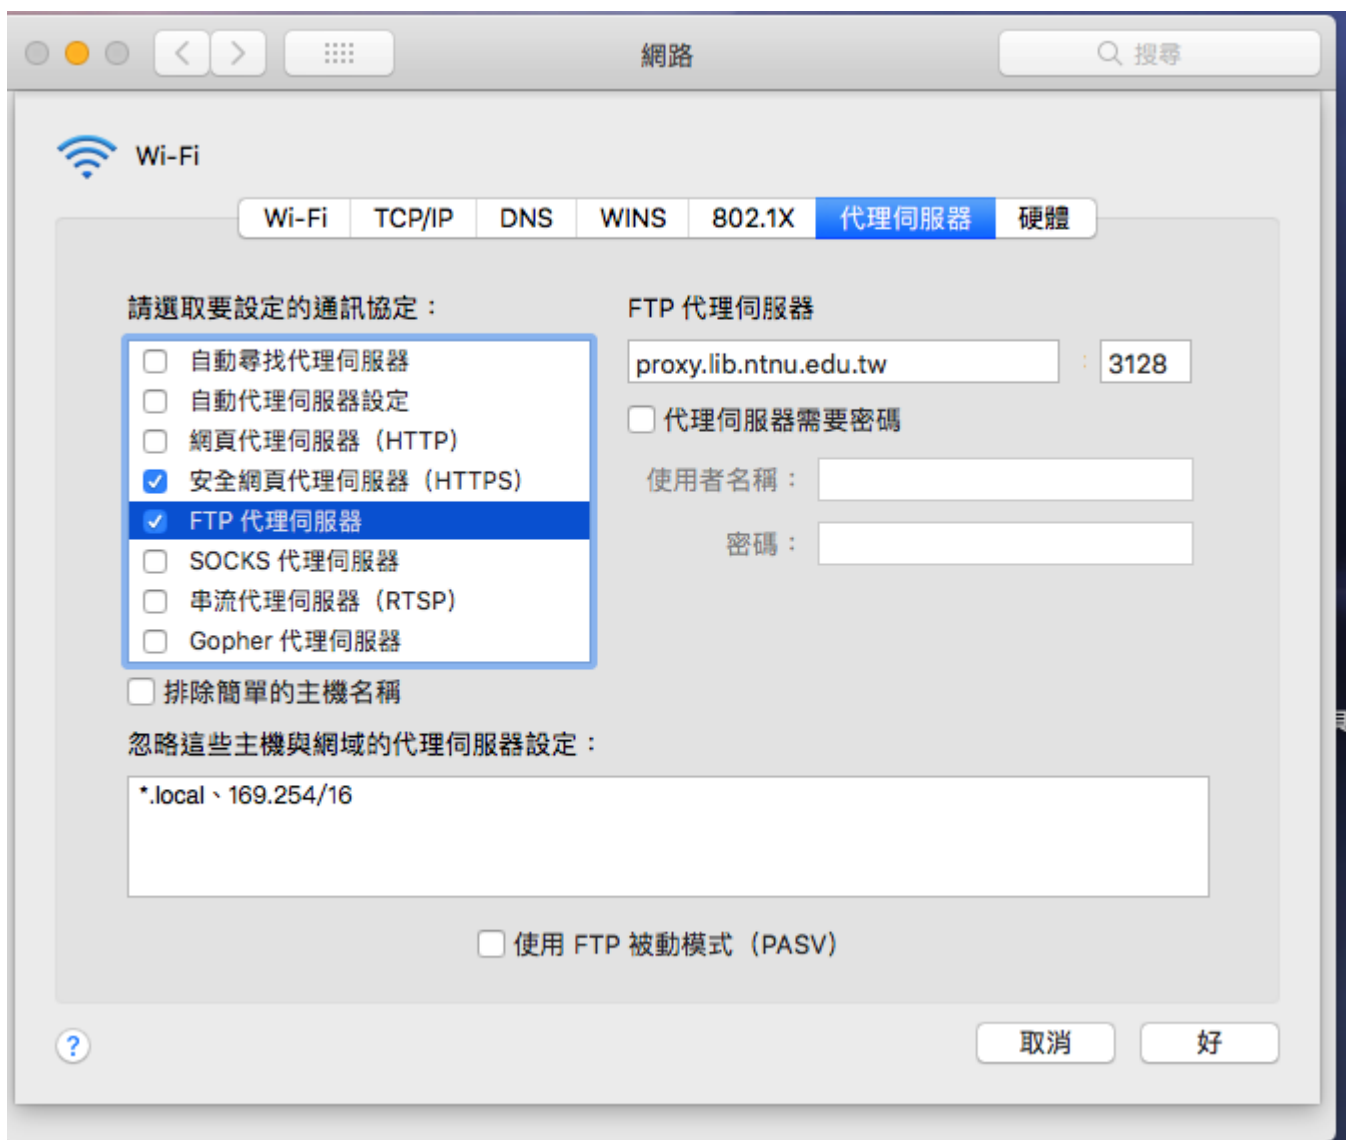 網路
搜尋
Wi-Fi
Wi-Fi TCP/IP DNS WINS 802.1X 代理伺服器 硬體
請選取要設定的通訊協定：
自動尋找代理伺服器
自動代理伺服器設定
網頁代理伺服器（HTTP）
安全網頁代理伺服器（HTTPS）
FTP 代理伺服器
SOCKS 代理伺服器
串流代理伺服器（RTSP）
Gopher 代理伺服器
FTP 代理伺服器
proxy.lib.ntnu.edu.tw : 3128
代理伺服器需要密碼
使用者名稱：
密碼：
排除簡單的主機名稱
忽略這些主機與網域的代理伺服器設定：
*.local、169.254/16
使用 FTP 被動模式（PASV）
?
取消 好